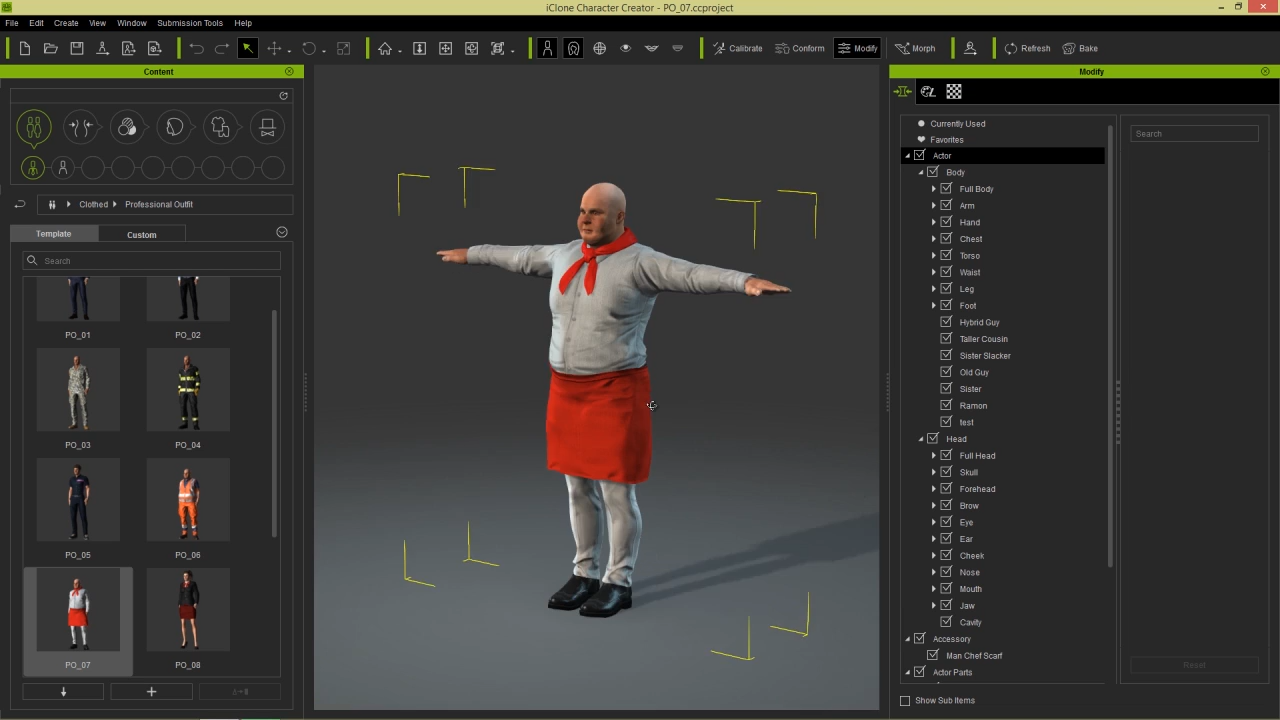 iClone Character Creator - PO_07.ccproject
File Edit Create View Window Submission Tools Help
Calibrate Conform Modify Morph Refresh Bake
Content
Clothed Professional Outfit
Template Custom
Search
PO_01 PO_02
PO_03 PO_04
PO_05 PO_06
PO_07 PO_08
Modify
Currently Used
Favorites
Actor
Body
Full Body
Arm
Hand
Chest
Torso
Waist
Leg
Foot
Hybrid Guy
Taller Cousin
Sister Slacker
Old Guy
Sister
Ramon
test
Head
Full Head
Skull
Forehead
Brow
Eye
Ear
Cheek
Nose
Mouth
Jaw
Cavity
Accessory
Man Chef Scarf
Actor Parts
Show Sub Items
Search
Reset